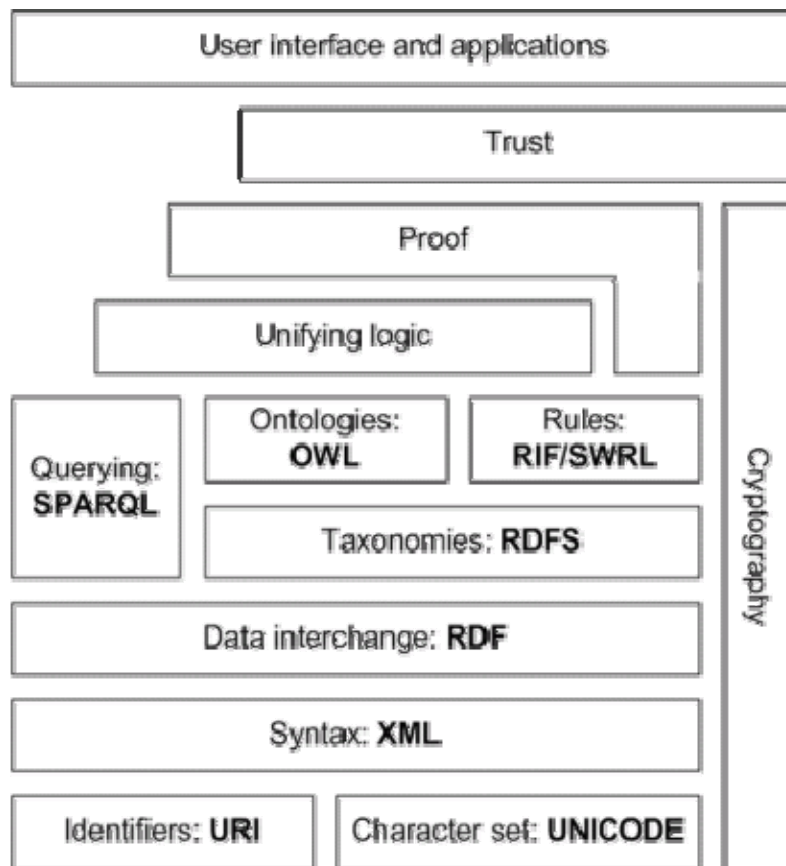 User interface and applications
Trust
Proof
Unifying logic
Querying:
SPARQL
Ontologies:
OWL
Rules:
RIF/SWRL
Taxonomies: RDFS
Cryptography
Data interchange: RDF
Syntax: XML
Identifiers: URI
Character set: UNICODE